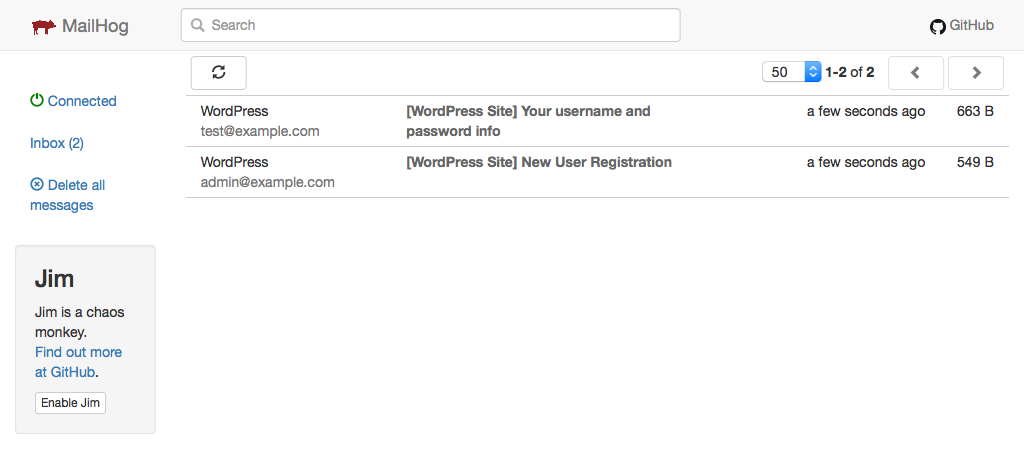 MailHog
Search
GitHub
50
1-2 of 2
Connected
Inbox (2)
Delete all
messages
WordPress
test@example.com
[WordPress Site] Your username and
password info
a few seconds ago
663 B
WordPress
admin@example.com
[WordPress Site] New User Registration
a few seconds ago
549 B
Jim
Jim is a chaos
monkey.
Find out more
at GitHub.
Enable Jim